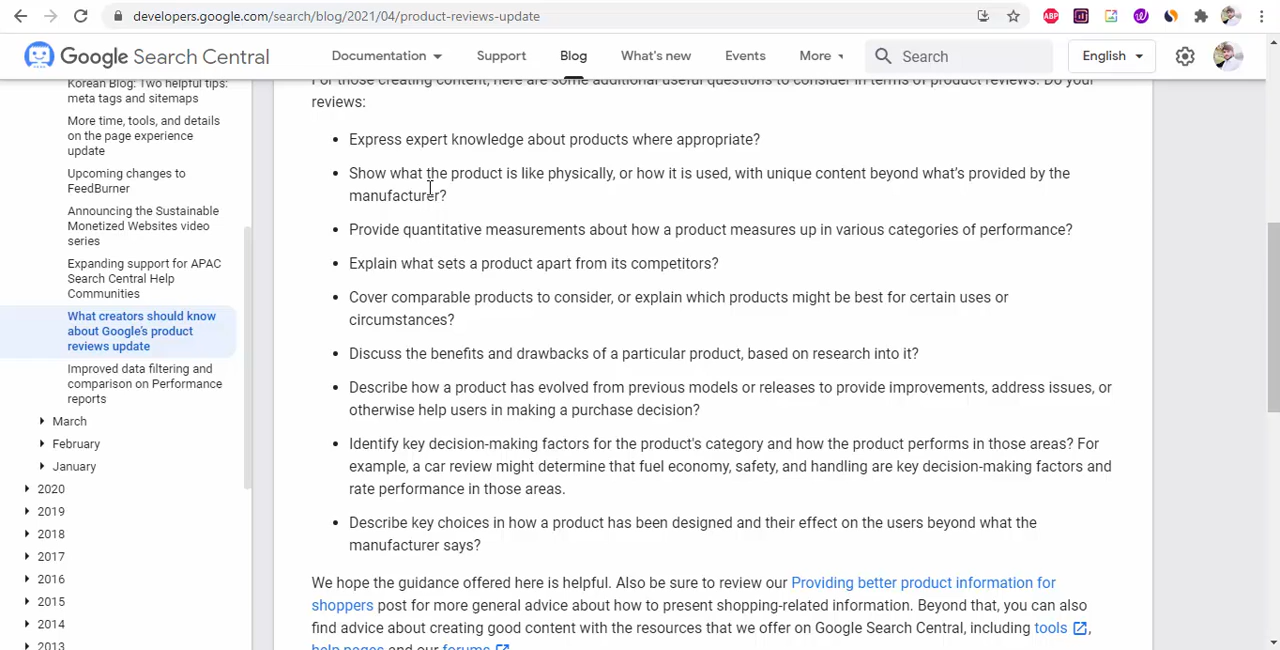 developers.google.com/search/blog/2021/04/product-reviews-update
ABP
Google Search Central
Documentation
Support
Blog
What's new
Events
More
Search
English
Korean Blog: Two helpful tips:
meta tags and sitemaps
More time, tools, and details
on the page experience
update
Upcoming changes to
FeedBurner
Announcing the Sustainable
Monetized Websites video
series
Expanding support for APAC
Search Central Help
Communities
What creators should know
about Google's product
reviews update
Improved data filtering and
comparison on Performance
reports
March
February
January
2020
2019
2018
2017
2016
2015
2014
2013
For those creating content, here are some additional useful questions to consider in terms of product reviews. Do your
reviews:
• Express expert knowledge about products where appropriate?
• Show what the product is like physically, or how it is used, with unique content beyond what's provided by the
manufacturer?
• Provide quantitative measurements about how a product measures up in various categories of performance?
• Explain what sets a product apart from its competitors?
• Cover comparable products to consider, or explain which products might be best for certain uses or
circumstances?
• Discuss the benefits and drawbacks of a particular product, based on research into it?
• Describe how a product has evolved from previous models or releases to provide improvements, address issues, or
otherwise help users in making a purchase decision?
• Identify key decision-making factors for the product's category and how the product performs in those areas? For
example, a car review might determine that fuel economy, safety, and handling are key decision-making factors and
rate performance in those areas.
• Describe key choices in how a product has been designed and their effect on the users beyond what the
manufacturer says?
We hope the guidance offered here is helpful. Also be sure to review our Providing better product information for
shoppers post for more general advice about how to present shopping-related information. Beyond that, you can also
find advice about creating good content with the resources that we offer on Google Search Central, including tools,
help pages and our forums